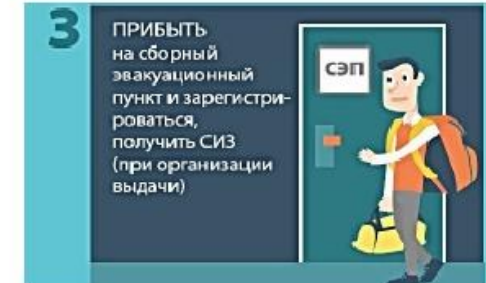 3
ПРИБЫТЬ
на сборный
эвакуационный
пункт и зарегистри-
роваться,
получить СИЗ
(при организации
выдачи)
СЭП